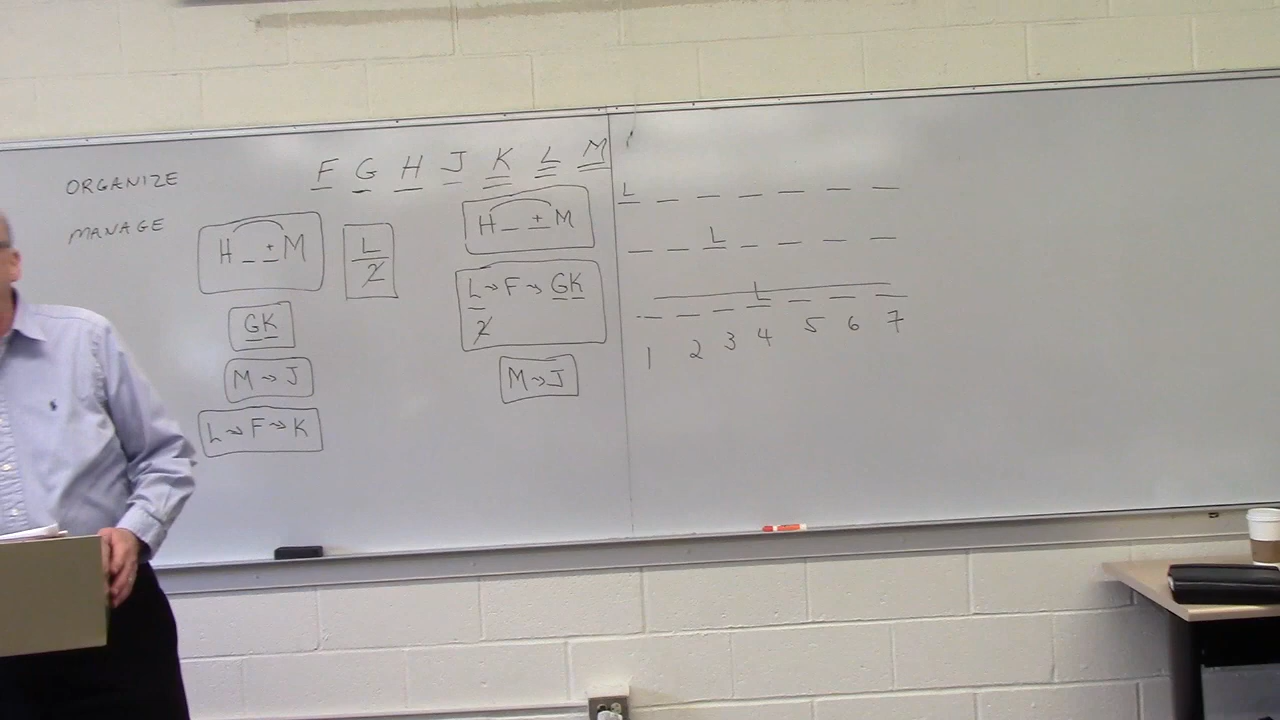 F G H J K L M
ORGANIZE
MANAGE
H _ ± M
L
2
GK
M → J
L → F → K
H _ ± M
L → F → GK
2
M → J
L _ _ _ _ _ _
_ _ L _ _ _ _
_ _ _ L _ _ _
1 2 3 4 5 6 7